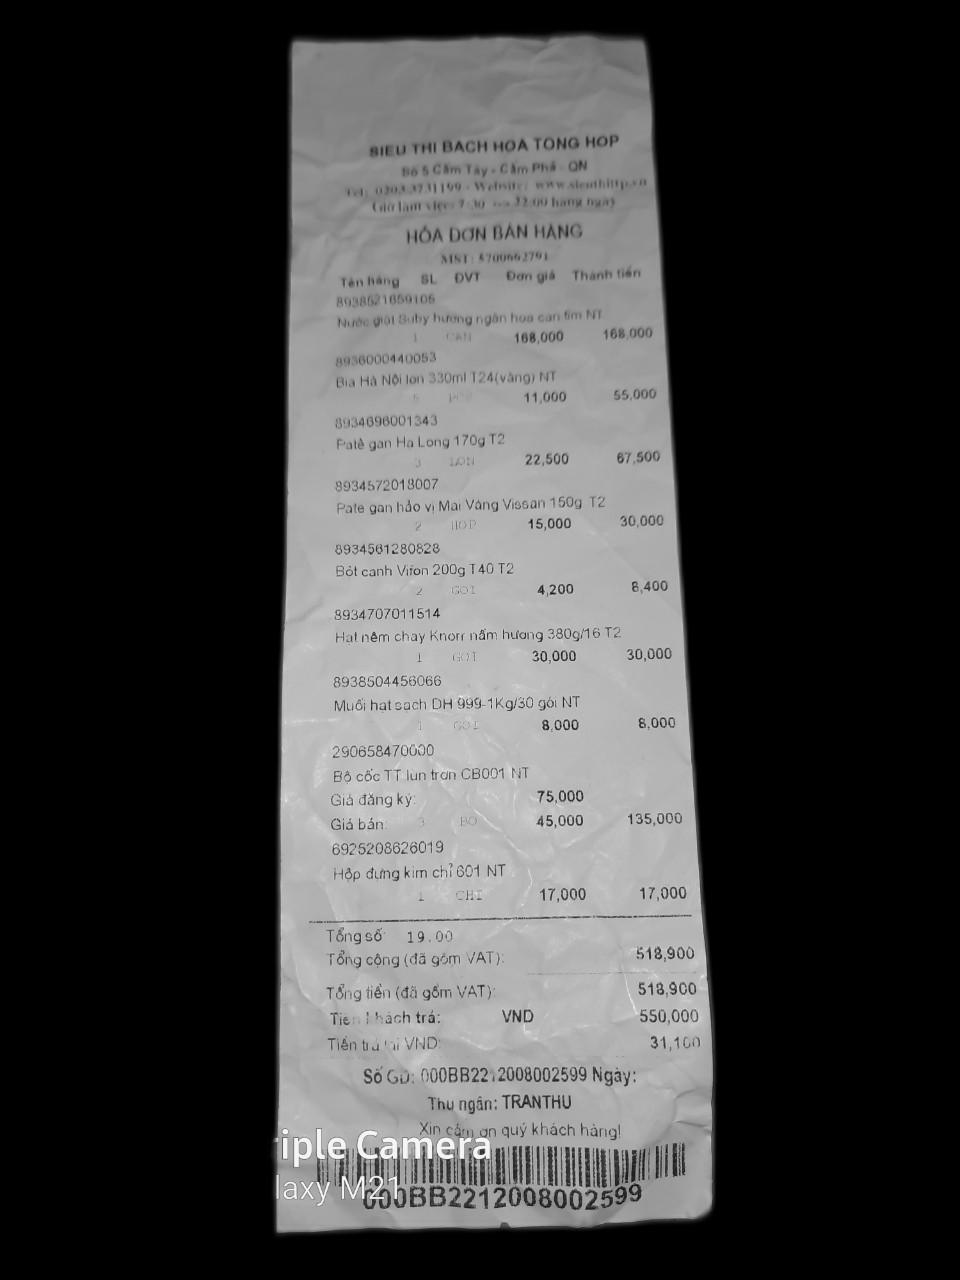 SIEU THI BACH HOA TONG HOP
Số 5 Cẩm Tây - Cẩm Phả - QN
Tel: 0203.3731199 - Website: www.sieuthittp.vn
Giờ làm việc: 7:30 --> 22:00 hàng ngày
HÓA ĐƠN BÁN HÀNG
MST: 5700662791
Tên hàng SL ĐVT Đơn giá Thành tiền
8938521659106
Nước giặt Suby hương ngàn hoa can tím NT
1 CAN 168,000 168,000
8936000440053
Bia Hà Nội lon 330ml T24(vàng) NT
5 11,000 55,000
8934696001343
Patê gan Hạ Long 170g T2
3 LON 22,500 67,500
8934572018007
Pate gan hảo vị Mai Vàng Vissan 150g T2
2 HOP 15,000 30,000
8934561280828
Bột canh Vifon 200g T40 T2
2 GOI 4,200 8,400
8934707011514
Hạt nêm chay Knorr nấm hương 380g/16 T2
1 GOI 30,000 30,000
8938504456066
Muối hạt sạch DH 999-1Kg/30 gói NT
1 GOI 8,000 8,000
290658470000
Bộ cốc TT lùn trơn CB001 NT
Giá đăng ký: 75,000
Giá bán: 3 BO 45,000 135,000
6925208626019
Hộp đựng kim chỉ 601 NT
1 CHI 17,000 17,000
Tổng số: 19.00
Tổng cộng (đã gồm VAT): 518,900
Tổng tiền (đã gồm VAT): 518,900
Tiền khách trả: VND 550,000
Tiền trả lại VND: 31,100
Số GD: 000BB2212008002599 Ngày:
Thu ngân: TRANTHU
Xin cảm ơn quý khách hàng!
riple Camera
laxy M21
000BB2212008002599